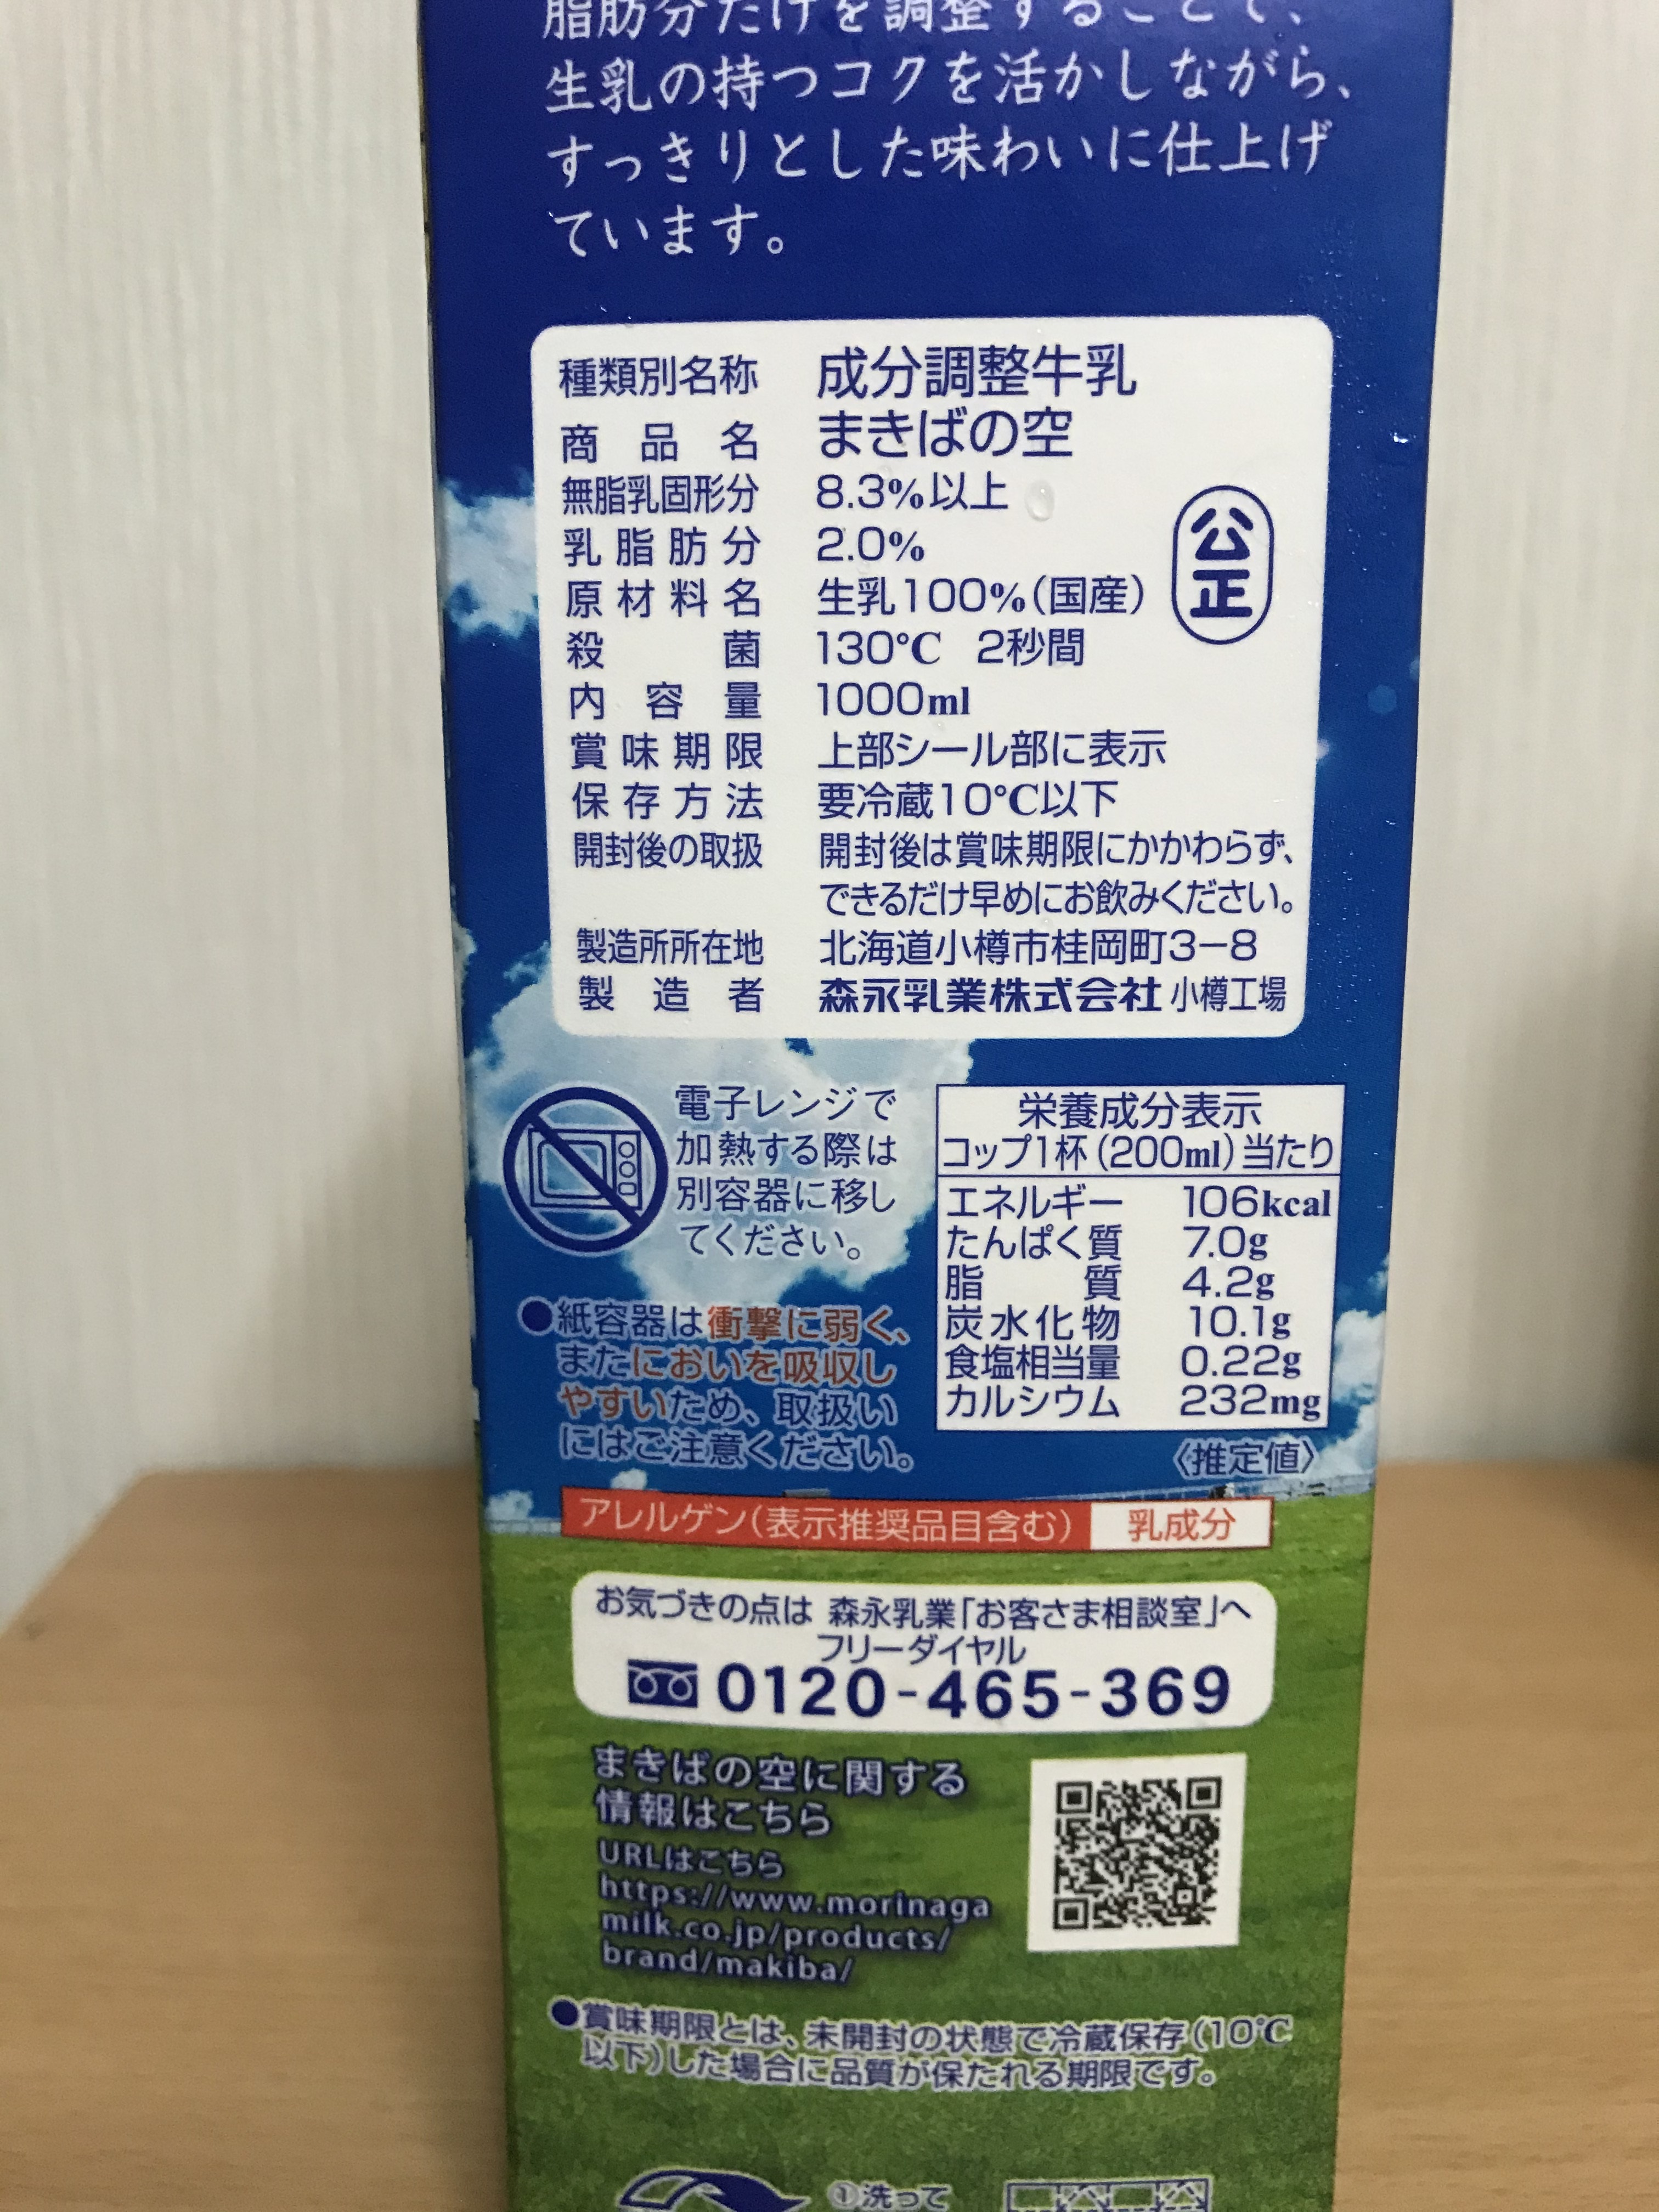 脂肪分だけを調整することで、
生乳の持つコクを活かしながら、
すっきりとした味わいに仕上げ
ています。
種類別名称 成分調整牛乳
商品名 まきばの空
無脂乳固形分 8.3%以上
乳脂肪分 2.0%
原材料名 生乳100%(国産)
公正
殺菌 130℃ 2秒間
内容量 1000ml
賞味期限 上部シール部に表示
保存方法 要冷蔵10℃以下
開封後の取扱 開封後は賞味期限にかかわらず、
できるだけ早めにお飲みください。
製造所所在地 北海道小樽市桂岡町3-8
製造者 森永乳業株式会社 小樽工場
電子レンジで
加熱する際は
別容器に移し
てください。
●紙容器は衝撃に弱く、
またにおいを吸収し
やすいため、取扱い
にはご注意ください。
栄養成分表示
コップ1杯(200ml)当たり
エネルギー 106kcal
たんぱく質 7.0g
脂質 4.2g
炭水化物 10.1g
食塩相当量 0.22g
カルシウム 232mg
〈推定値〉
アレルゲン(表示推奨品目含む) 乳成分
お気づきの点は 森永乳業「お客さま相談室」へ
フリーダイヤル
0120-465-369
まきばの空に関する
情報はこちら
URLはこちら
https://www.morinaga
milk.co.jp/products/
brand/makiba/
●賞味期限とは、未開封の状態で冷蔵保存(10℃
以下)した場合に品質が保たれる期限です。
①洗って